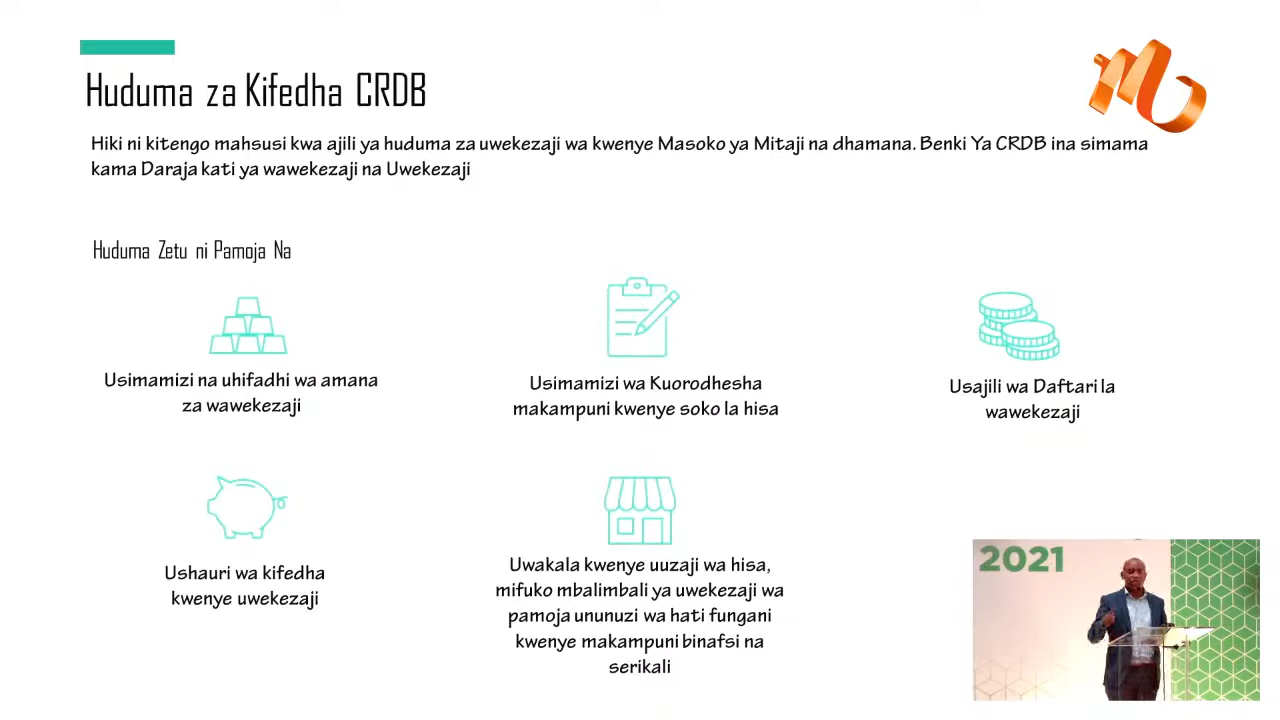 Huduma za Kifedha CRDB
Hiki ni kitengo mahsusi kwa ajili ya huduma za uwekezaji wa kwenye Masoko ya Mitaji na dhamana. Benki Ya CRDB ina simama
kama Daraja kati ya wawekezaji na Uwekezaji
Huduma Zetu ni Pamoja Na
Usimamizi na uhifadhi wa amana
za wawekezaji
Usimamizi wa Kuorodhesha
makampuni kwenye soko la hisa
Usajili wa Daftari la
wawekezaji
Ushauri wa kifedha
kwenye uwekezaji
Uwakala kwenye uuzaji wa hisa,
mifuko mbalimbali ya uwekezaji wa
pamoja ununuzi wa hati fungani
kwenye makampuni binafsi na
serikali
2021